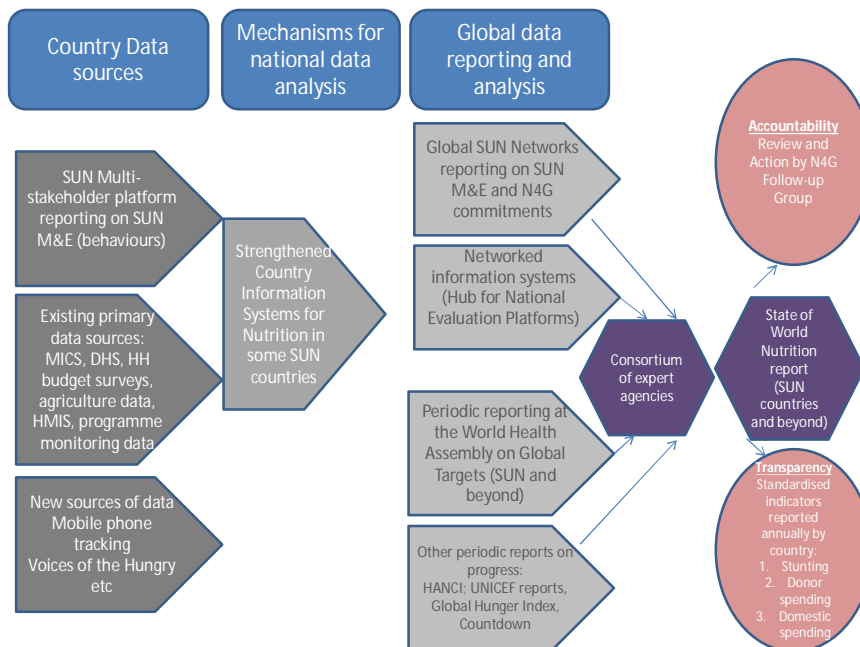 Country Data
sources
Mechanisms for
national data
analysis
Global data
reporting and
analysis
SUN Multi-
stakeholder platform
reporting on SUN
M&E (behaviours)
Existing primary
data sources:
MICS, DHS, HH
budget surveys,
agriculture data,
HMIS, programme
monitoring data
New sources of data
Mobile phone
tracking
Voices of the Hungry
etc
Strengthened
Country
Information
Systems for
Nutrition in
some SUN
countries
Global SUN Networks
reporting on SUN
M&E and N4G
commitments
Networked
information systems
(Hub for National
Evaluation Platforms)
Periodic reporting at
the World Health
Assembly on Global
Targets (SUN and
beyond)
Other periodic reports on
progress:
HANCI; UNICEF reports,
Global Hunger Index,
Countdown
Consortium
of expert
agencies
State of
World
Nutrition
report
(SUN
countries
and beyond)
Accountability
Review and
Action by N4G
Follow-up
Group
Transparency
Standardised
indicators
reported
annually by
country:
1. Stunting
2. Donor
spending
3. Domestic
spending